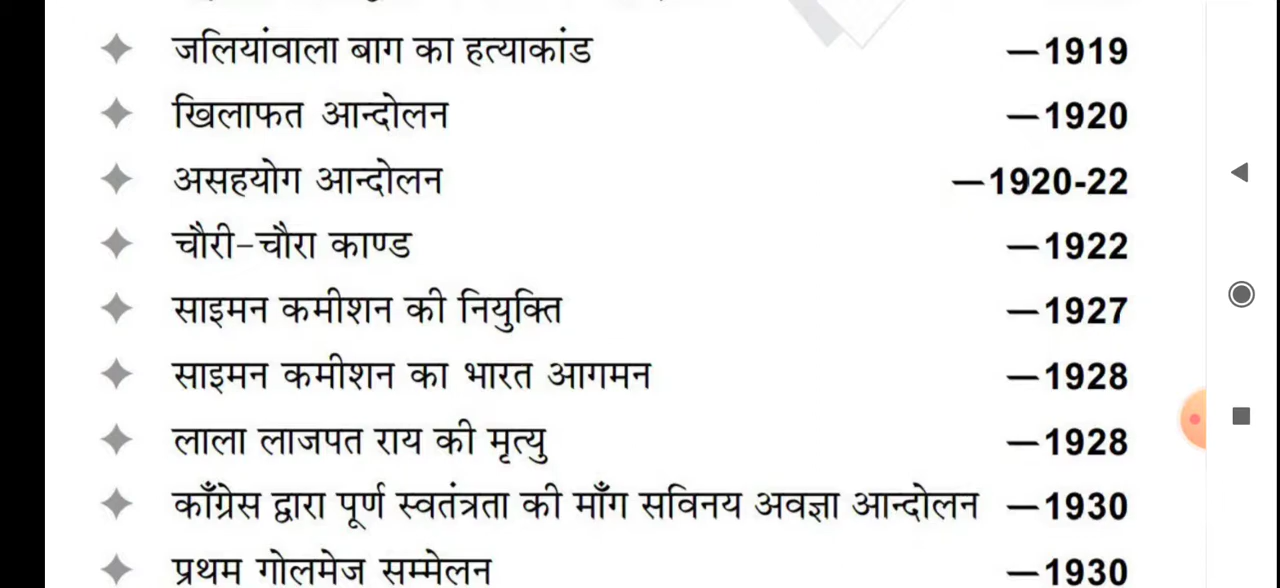 जलियांवाला बाग का हत्याकांड —1919
खिलाफत आन्दोलन —1920
असहयोग आन्दोलन —1920-22
चौरी-चौरा काण्ड —1922
साइमन कमीशन की नियुक्ति —1927
साइमन कमीशन का भारत आगमन —1928
लाला लाजपत राय की मृत्यु —1928
काँग्रेस द्वारा पूर्ण स्वतंत्रता की माँग सविनय अवज्ञा आन्दोलन —1930
प्रथम गोलमेज सम्मेलन —1930